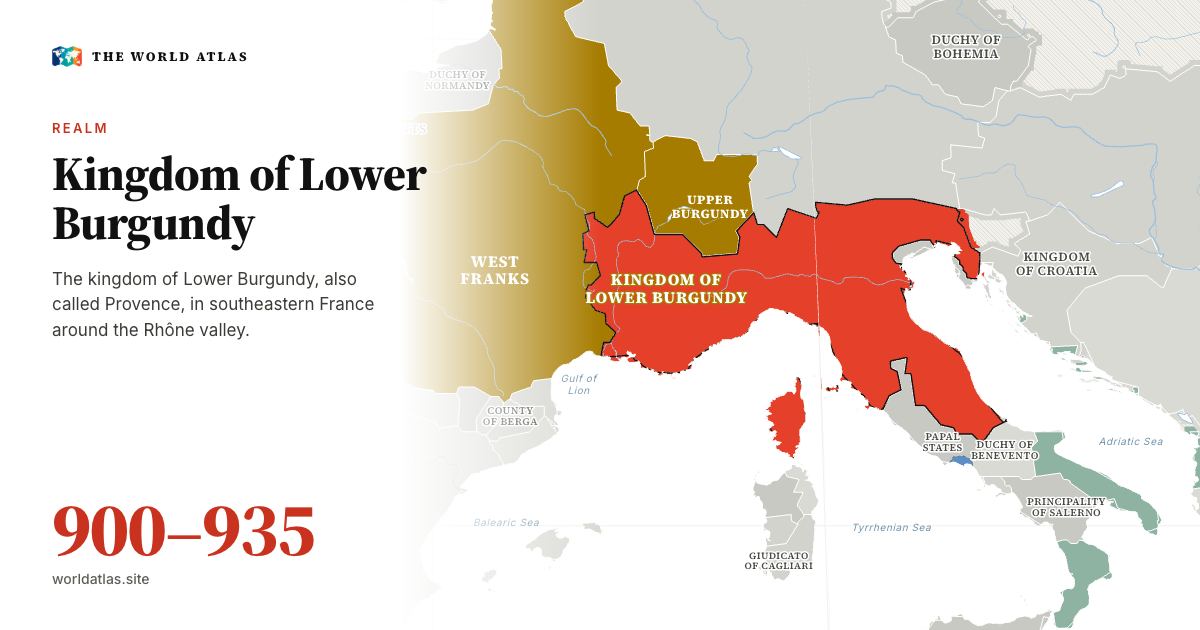 THE WORLD ATLAS
REALM
Kingdom of Lower
Burgundy
The kingdom of Lower Burgundy, also
called Provence, in southeastern France
around the Rhône valley.
900–935
worldatlas.site
DUCHY OF
NORMANDY
DUCHY OF
BOHEMIA
UPPER
BURGUNDY
WEST
FRANKS
KINGDOM OF
LOWER BURGUNDY
KINGDOM
OF CROATIA
Gulf of
Lion
COUNTY
OF BERGA
PAPAL
STATES
DUCHY OF
BENEVENTO
Adriatic Sea
PRINCIPALITY
OF SALERNO
Balearic Sea
Tyrrhenian Sea
GIUDICATO
OF CAGLIARI